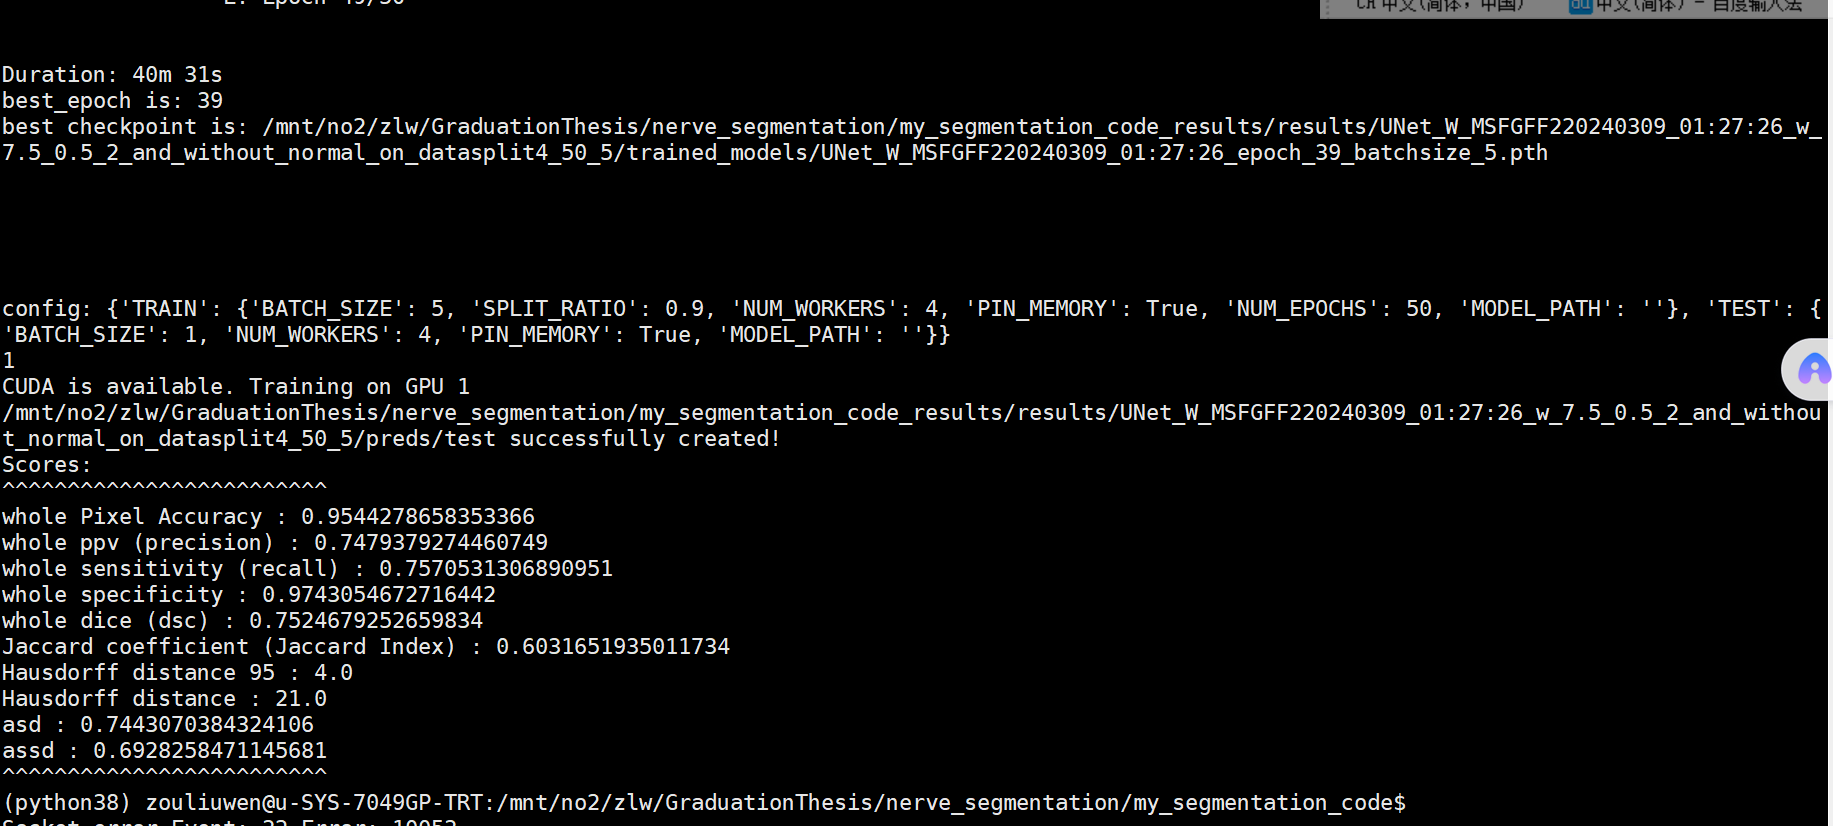 E: Epoch 49/50
CH 中文(简体，中国)
du 中文(简体) - 百度输入法
Duration: 40m 31s
best_epoch is: 39
best checkpoint is: /mnt/no2/zlw/GraduationThesis/nerve_segmentation/my_segmentation_code_results/results/UNet_W_MSFGFF220240309_01:27:26_w_
7.5_0.5_2_and_without_normal_on_datasplit4_50_5/trained_models/UNet_W_MSFGFF220240309_01:27:26_epoch_39_batchsize_5.pth
config: {'TRAIN': {'BATCH_SIZE': 5, 'SPLIT_RATIO': 0.9, 'NUM_WORKERS': 4, 'PIN_MEMORY': True, 'NUM_EPOCHS': 50, 'MODEL_PATH': ''}, 'TEST': {
'BATCH_SIZE': 1, 'NUM_WORKERS': 4, 'PIN_MEMORY': True, 'MODEL_PATH': ''}}
1
CUDA is available. Training on GPU 1
/mnt/no2/zlw/GraduationThesis/nerve_segmentation/my_segmentation_code_results/results/UNet_W_MSFGFF220240309_01:27:26_w_7.5_0.5_2_and_withou
t_normal_on_datasplit4_50_5/preds/test successfully created!
Scores:
^^^^^^^^^^^^^^^^^^^^^^^^^
whole Pixel Accuracy : 0.9544278658353366
whole ppv (precision) : 0.7479379274460749
whole sensitivity (recall) : 0.7570531306890951
whole specificity : 0.9743054672716442
whole dice (dsc) : 0.7524679252659834
Jaccard coefficient (Jaccard Index) : 0.6031651935011734
Hausdorff distance 95 : 4.0
Hausdorff distance : 21.0
asd : 0.7443070384324106
assd : 0.6928258471145681
^^^^^^^^^^^^^^^^^^^^^^^^^
(python38) zouliuwen@u-SYS-7049GP-TRT:/mnt/no2/zlw/GraduationThesis/nerve_segmentation/my_segmentation_code$
Socket error Event: 32 Error: 10053